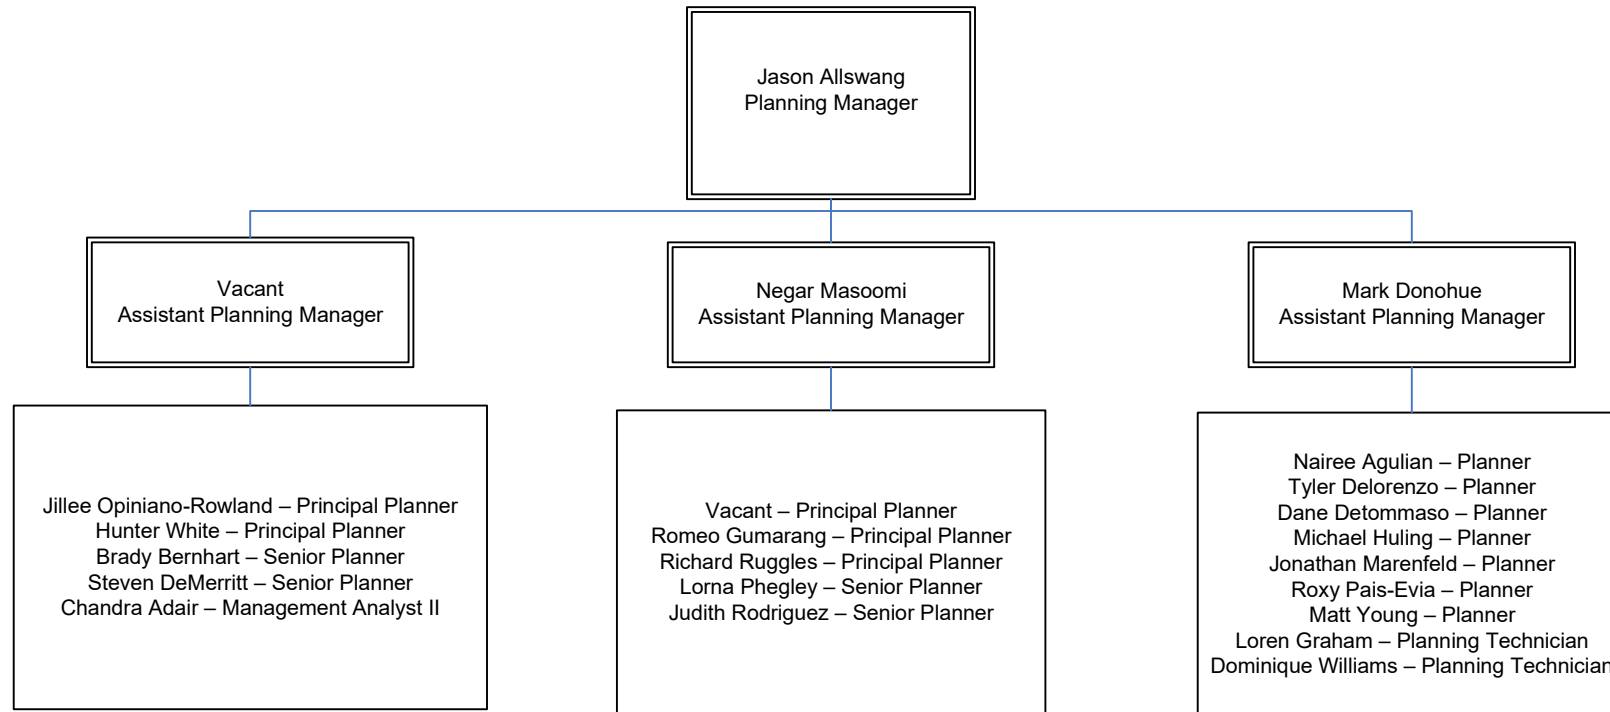 Jason Allswang
Planning Manager
Vacant
Assistant Planning Manager
Negar Masoomi
Assistant Planning Manager
Mark Donohue
Assistant Planning Manager
Jillee Opiniano-Rowland – Principal Planner
Hunter White – Principal Planner
Brady Bernhart – Senior Planner
Steven DeMerritt – Senior Planner
Chandra Adair – Management Analyst II
Vacant – Principal Planner
Romeo Gumarang – Principal Planner
Richard Ruggles – Principal Planner
Lorna Phegley – Senior Planner
Judith Rodriguez – Senior Planner
Nairee Agulian – Planner
Tyler Delorenzo – Planner
Dane Detommaso – Planner
Michael Huling – Planner
Jonathan Marenfeld – Planner
Roxy Pais-Evia – Planner
Matt Young – Planner
Loren Graham – Planning Technician
Dominique Williams – Planning Technician